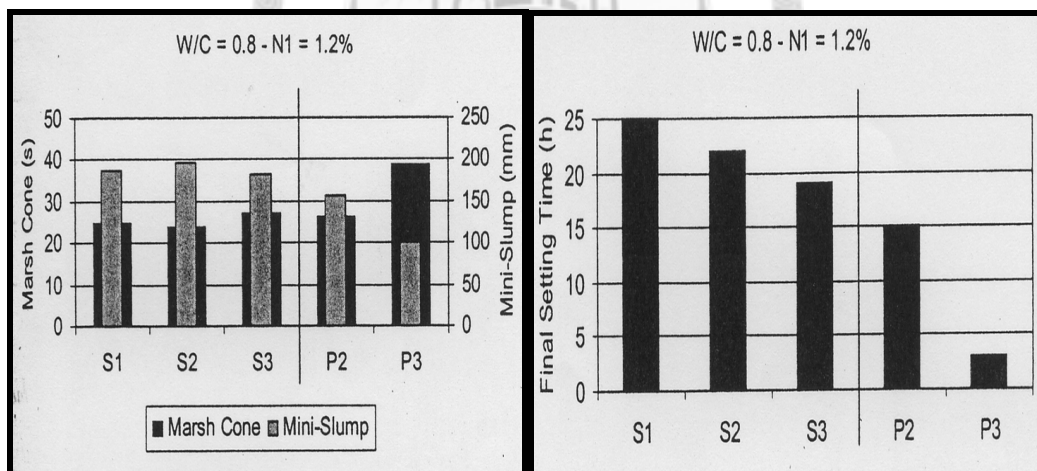 W/C = 0.8 - N1 = 1.2%
Marsh Cone (s)
50
40
30
20
10
0
250
200
150
100
50
0
Mini-Slump (mm)
S1 S2 S3 P2 P3
Marsh Cone Mini-Slump
W/C = 0.8 - N1 = 1.2%
Final Setting Time (h)
25
20
15
10
5
0
S1 S2 S3 P2 P3